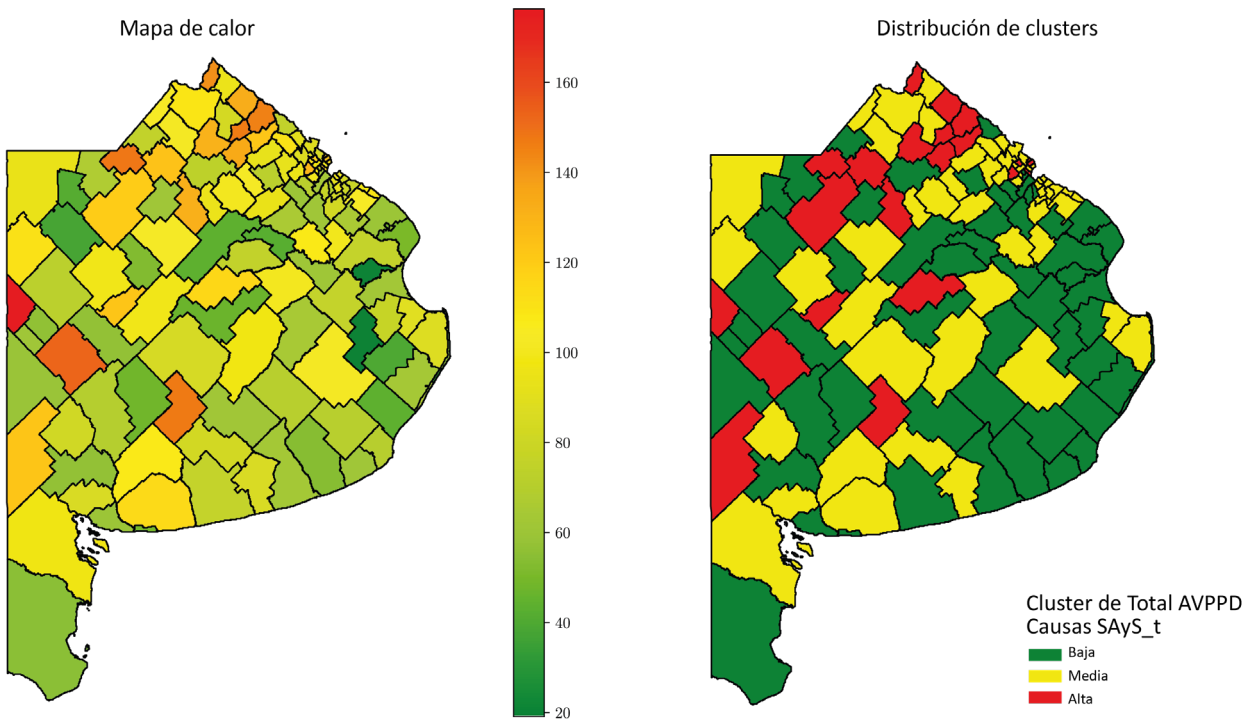 Mapa de calor
160
140
120
100
80
60
40
20
Distribución de clusters
Cluster de Total AVPPD
Causas SAyS_t
Baja
Media
Alta